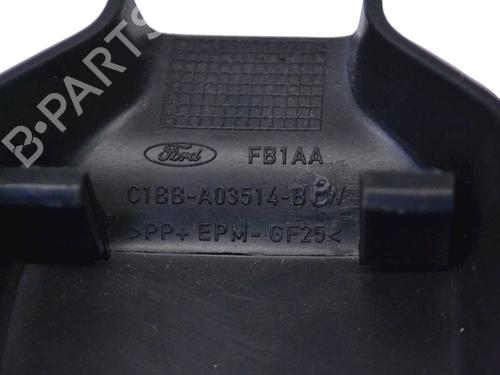 B-PARTS
Ford FB1AA
C1BB-A03514-B W
>PP+ EPM-GF25<